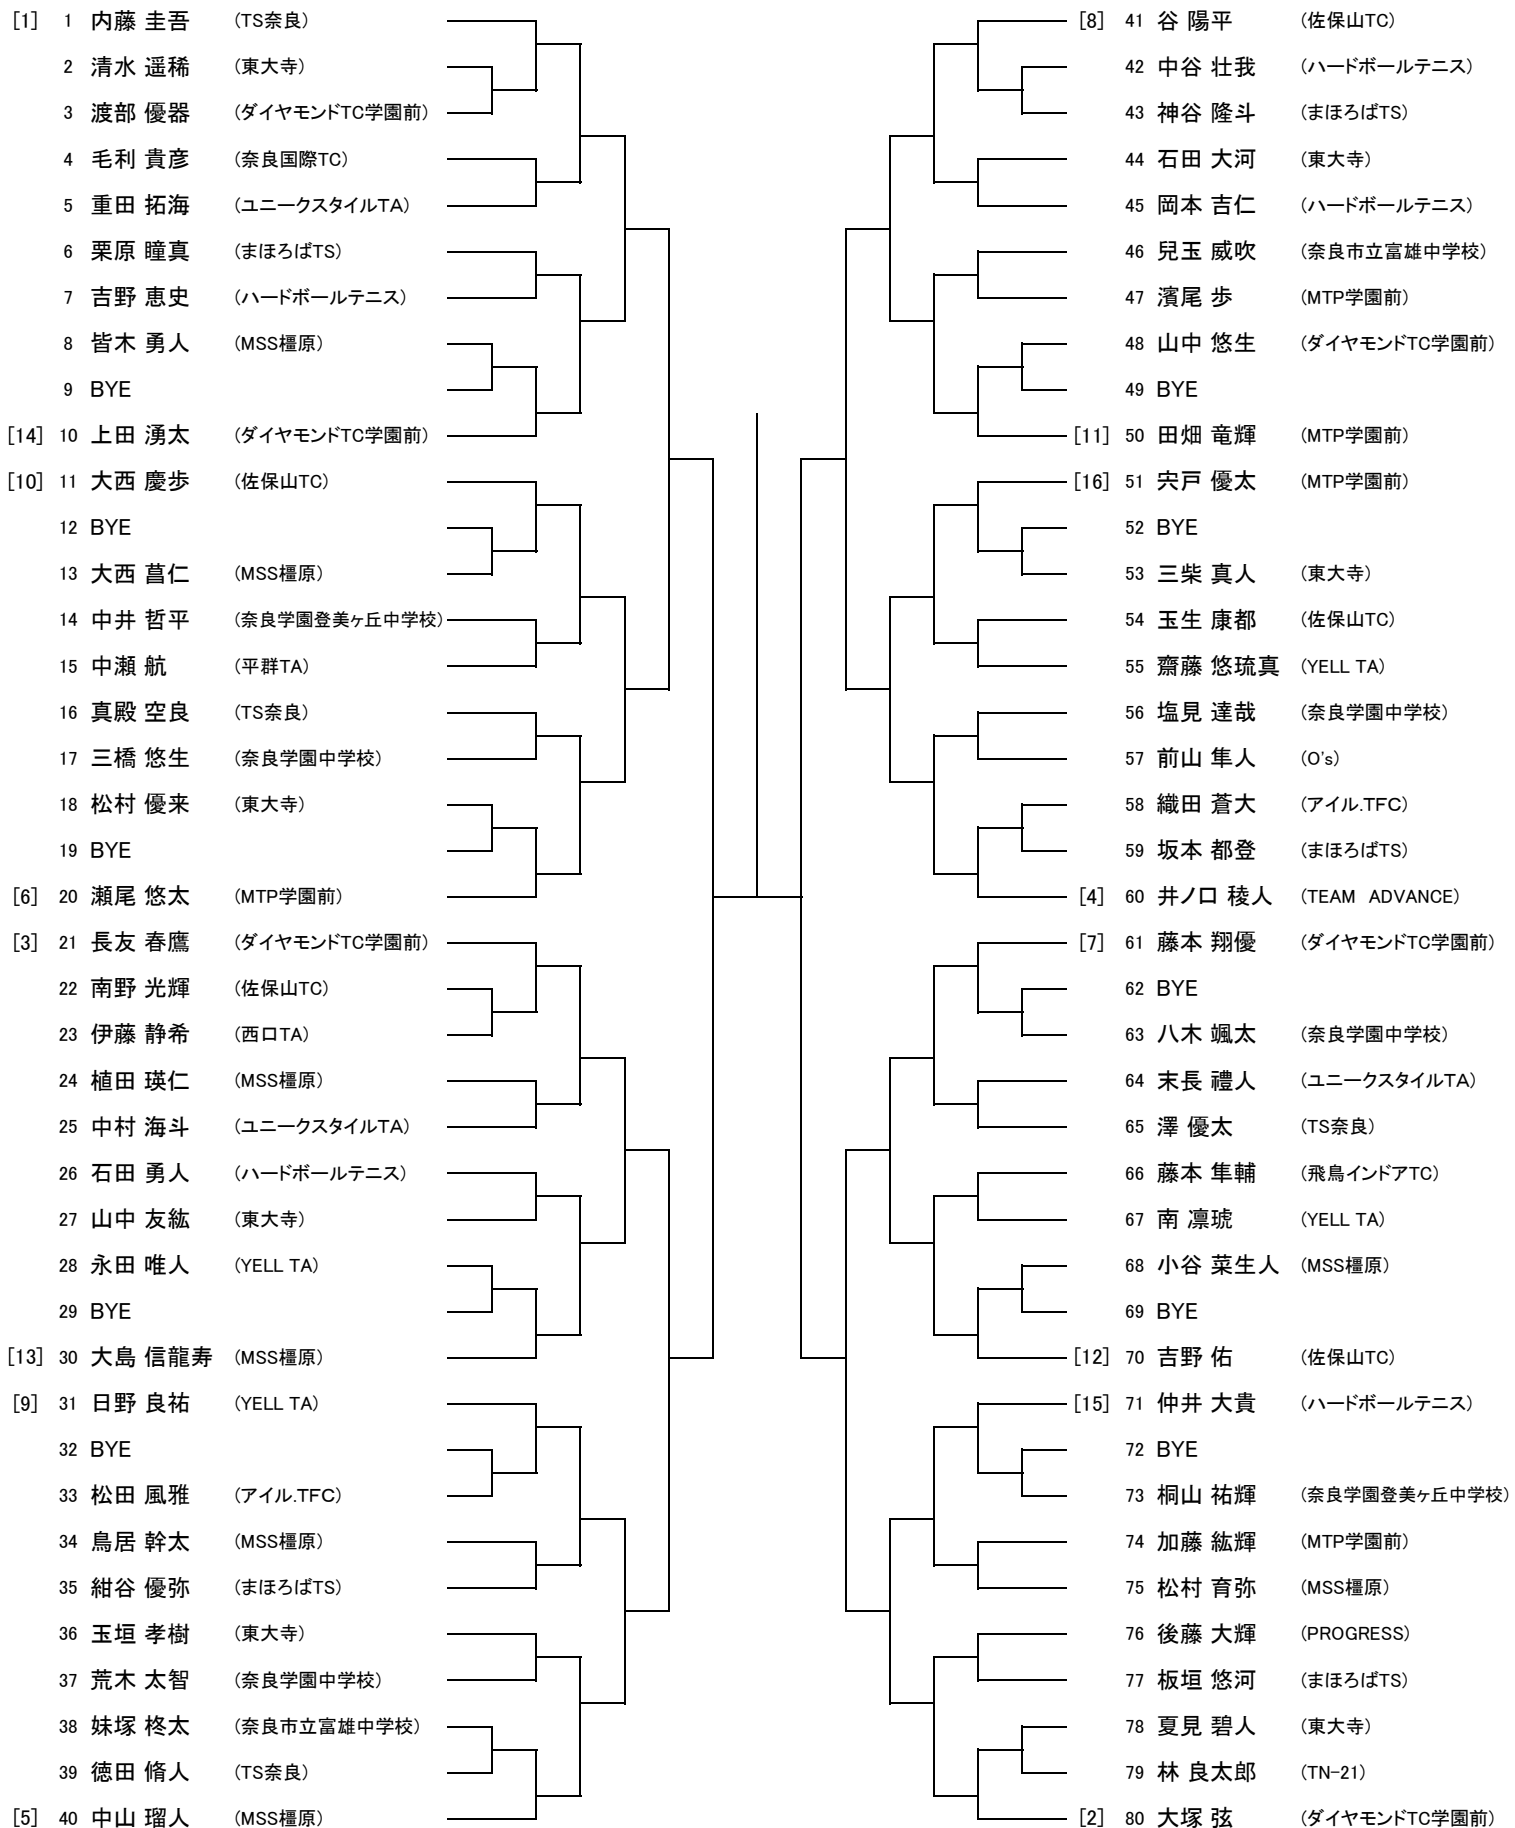 [1] 1 内藤 圭吾 (TS奈良)
2 清水 遥稀 (東大寺)
3 渡部 優器 (ダイヤモンドTC学園前)
4 毛利 貴彦 (奈良国際TC)
5 重田 拓海 (ユニークスタイルTA)
6 栗原 瞳真 (まほろばTS)
7 吉野 恵史 (ハードボールテニス)
8 皆木 勇人 (MSS橿原)
9 BYE
[14] 10 上田 湧太 (ダイヤモンドTC学園前)
[10] 11 大西 慶歩 (佐保山TC)
12 BYE
13 大西 菖仁 (MSS橿原)
14 中井 哲平 (奈良学園登美ヶ丘中学校)
15 中瀬 航 (平群TA)
16 真殿 空良 (TS奈良)
17 三橋 悠生 (奈良学園中学校)
18 松村 優来 (東大寺)
19 BYE
[6] 20 瀬尾 悠太 (MTP学園前)
[3] 21 長友 春鷹 (ダイヤモンドTC学園前)
22 南野 光輝 (佐保山TC)
23 伊藤 静希 (西口TA)
24 植田 瑛仁 (MSS橿原)
25 中村 海斗 (ユニークスタイルTA)
26 石田 勇人 (ハードボールテニス)
27 山中 友紘 (東大寺)
28 永田 唯人 (YELL TA)
29 BYE
[13] 30 大島 信龍寿 (MSS橿原)
[9] 31 日野 良祐 (YELL TA)
32 BYE
33 松田 風雅 (アイル.TFC)
34 鳥居 幹太 (MSS橿原)
35 紺谷 優弥 (まほろばTS)
36 玉垣 孝樹 (東大寺)
37 荒木 太智 (奈良学園中学校)
38 妹塚 柊太 (奈良市立富雄中学校)
39 徳田 脩人 (TS奈良)
[5] 40 中山 瑠人 (MSS橿原)
[8] 41 谷 陽平 (佐保山TC)
42 中谷 壮我 (ハードボールテニス)
43 神谷 隆斗 (まほろばTS)
44 石田 大河 (東大寺)
45 岡本 吉仁 (ハードボールテニス)
46 兒玉 威吹 (奈良市立富雄中学校)
47 濱尾 歩 (MTP学園前)
48 山中 悠生 (ダイヤモンドTC学園前)
49 BYE
[11] 50 田畑 竜輝 (MTP学園前)
[16] 51 宍戸 優太 (MTP学園前)
52 BYE
53 三柴 真人 (東大寺)
54 玉生 康都 (佐保山TC)
55 齋藤 悠琉真 (YELL TA)
56 塩見 達哉 (奈良学園中学校)
57 前山 隼人 (O's)
58 織田 蒼大 (アイル.TFC)
59 坂本 都登 (まほろばTS)
[4] 60 井ノ口 稜人 (TEAM ADVANCE)
[7] 61 藤本 翔優 (ダイヤモンドTC学園前)
62 BYE
63 八木 颯太 (奈良学園中学校)
64 末長 禮人 (ユニークスタイルTA)
65 澤 優太 (TS奈良)
66 藤本 隼輔 (飛鳥インドアTC)
67 南 凛琥 (YELL TA)
68 小谷 菜生人 (MSS橿原)
69 BYE
[12] 70 吉野 佑 (佐保山TC)
[15] 71 仲井 大貴 (ハードボールテニス)
72 BYE
73 桐山 祐輝 (奈良学園登美ヶ丘中学校)
74 加藤 紘輝 (MTP学園前)
75 松村 育弥 (MSS橿原)
76 後藤 大輝 (PROGRESS)
77 板垣 悠河 (まほろばTS)
78 夏見 碧人 (東大寺)
79 林 良太郎 (TN-21)
[2] 80 大塚 弦 (ダイヤモンドTC学園前)